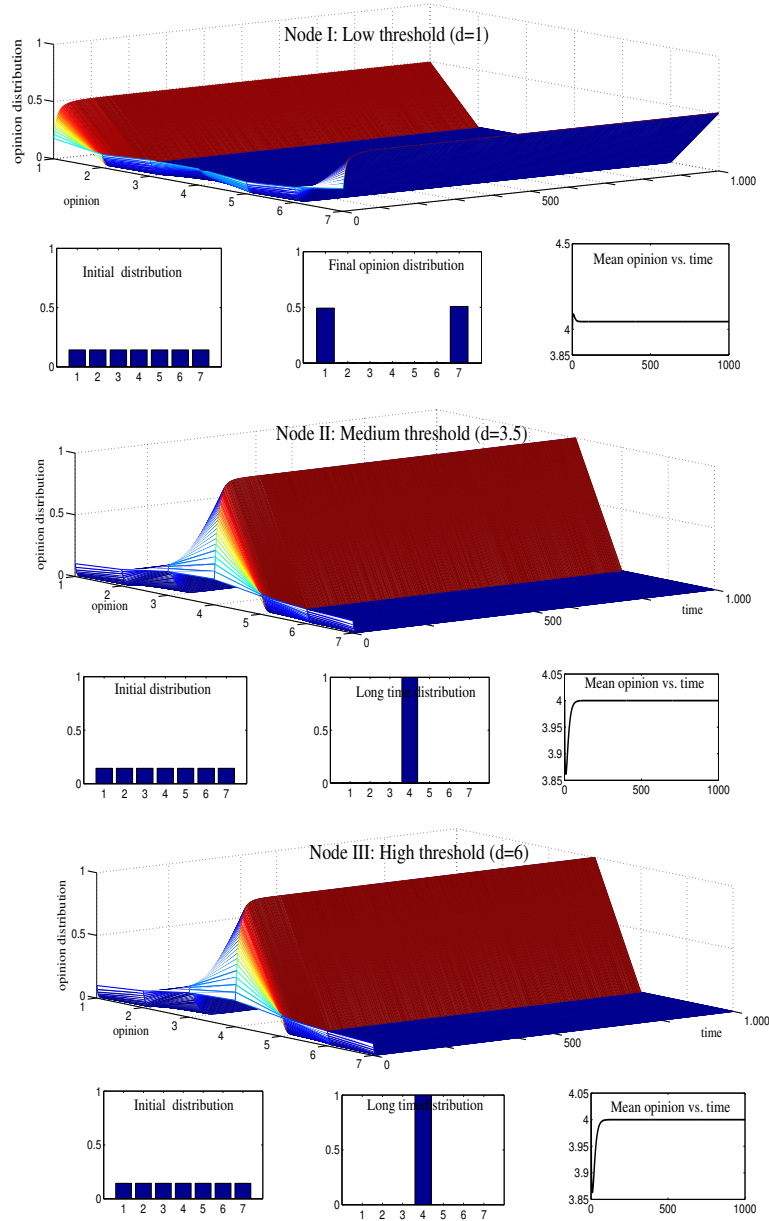 Node I: Low threshold (d=1)
opinion distribution
1
0.5
0
1
2
3
4
5
6
7
opinion
0
500
1.000
Initial distribution
1
0.5
0
1 2 3 4 5 6 7
Final opinion distribution
1
0.5
0
1 2 3 4 5 6 7
Mean opinion vs. time
4.5
4
3.85
0 500 1000
Node II: Medium threshold (d=3.5)
opinion distribution
1
0.5
0
1
2
3
4
5
6
7
opinion
0
500
time
1.000
Initial distribution
1
0.5
0
1 2 3 4 5 6 7
Long time distribution
1
0.5
0
1 2 3 4 5 6 7
Mean opinion vs. time
4.05
4
3.95
3.9
3.85
0 500 1000
Node III: High threshold (d=6)
opinion distribution
1
0.5
0
1
2
3
4
5
6
7
opinion
0
500
time
1.000
Initial distribution
1
0.5
0
1 2 3 4 5 6 7
Long time distribution
1
0.5
0
1 2 3 4 5 6 7
Mean opinion vs. time
4.05
4
3.95
3.9
3.85
0 500 1000